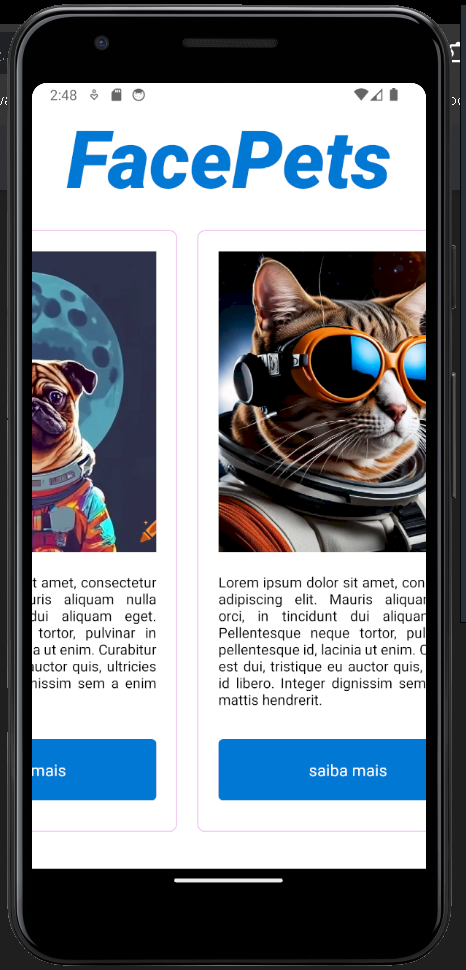 2:48
FacePets
t amet, consectetur
uris aliquam nulla
dui aliquam eget.
tortor, pulvinar in
a ut enim. Curabitur
auctor quis, ultricies
nissim sem a enim
mais
Lorem ipsum dolor sit amet, con
adipiscing elit. Mauris aliquar
orci, in tincidunt dui aliquar
Pellentesque neque tortor, pul
pellentesque id, lacinia ut enim. C
est dui, tristique eu auctor quis,
id libero. Integer dignissim sem
mattis hendrerit.
saiba mais